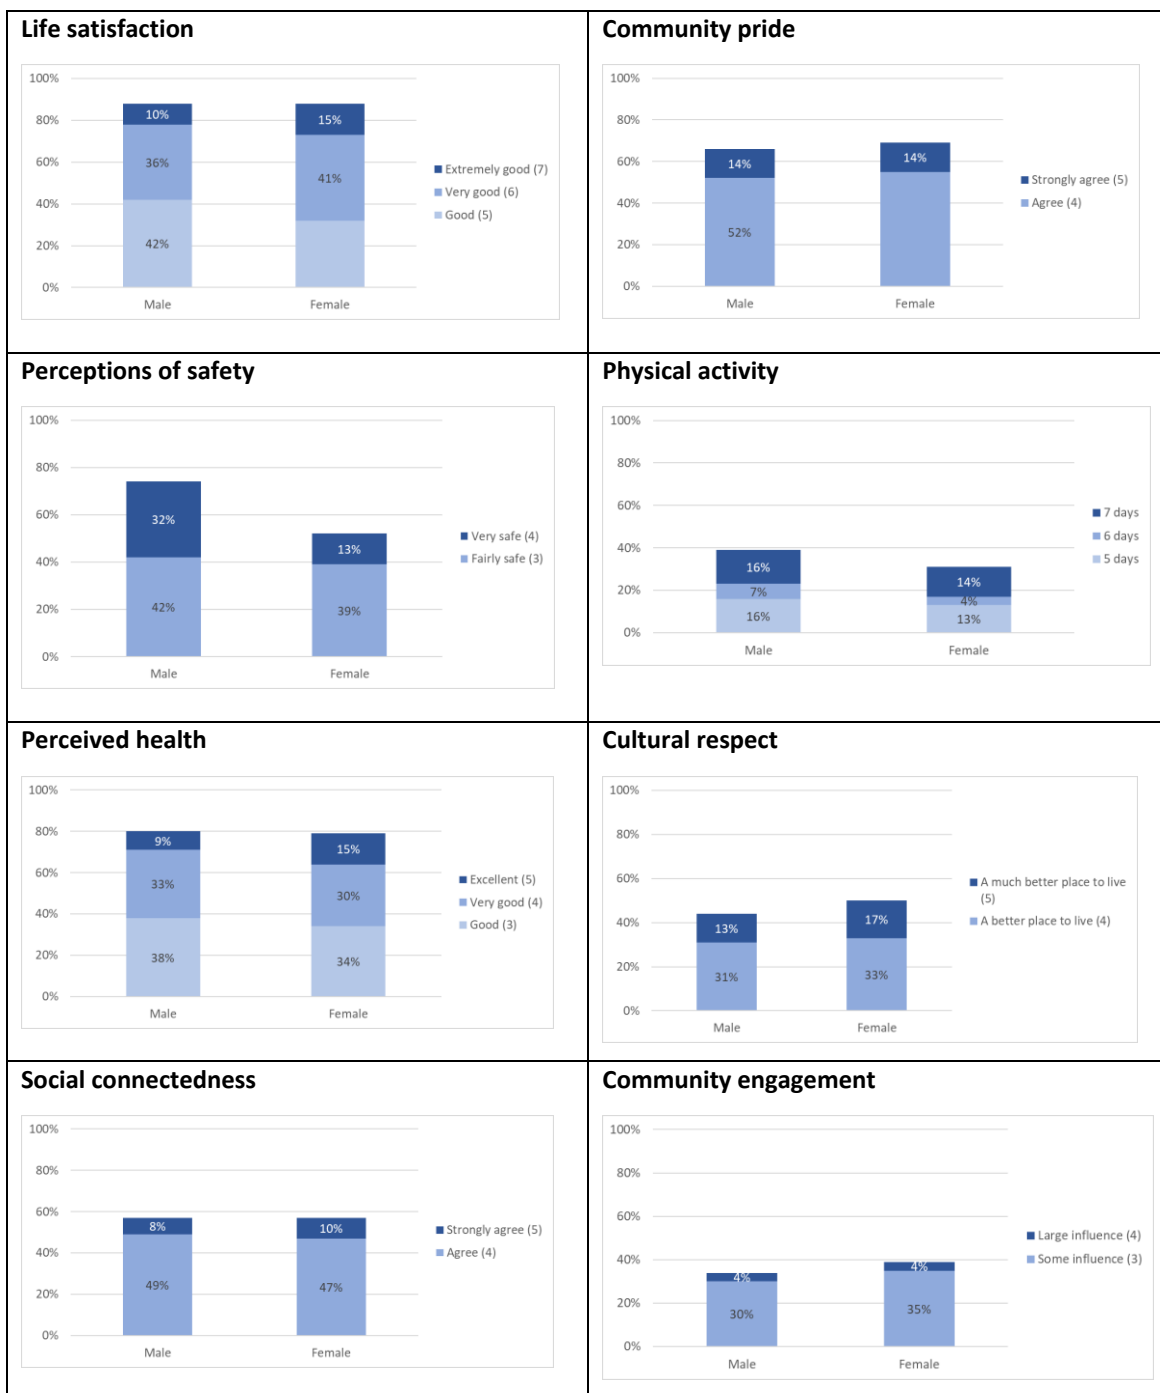 Life satisfaction
100%
80%
60%
40%
20%
0%
10%
36%
42%
15%
41%
Male
Female
Extremely good (7)
Very good (6)
Good (5)
Community pride
100%
80%
60%
40%
20%
0%
14%
52%
14%
Male
Female
Strongly agree (5)
Agree (4)
Perceptions of safety
100%
80%
60%
40%
20%
0%
32%
42%
13%
39%
Male
Female
Very safe (4)
Fairly safe (3)
Physical activity
100%
80%
60%
40%
20%
0%
16%
7%
16%
14%
4%
13%
Male
Female
7 days
6 days
5 days
Perceived health
100%
80%
60%
40%
20%
0%
9%
33%
38%
15%
30%
34%
Male
Female
Excellent (5)
Very good (4)
Good (3)
Cultural respect
100%
80%
60%
40%
20%
0%
13%
31%
17%
33%
Male
Female
A much better place to live
(5)
A better place to live (4)
Social connectedness
100%
80%
60%
40%
20%
0%
8%
49%
10%
47%
Male
Female
Strongly agree (5)
Agree (4)
Community engagement
100%
80%
60%
40%
20%
0%
4%
30%
4%
35%
Male
Female
Large influence (4)
Some influence (3)